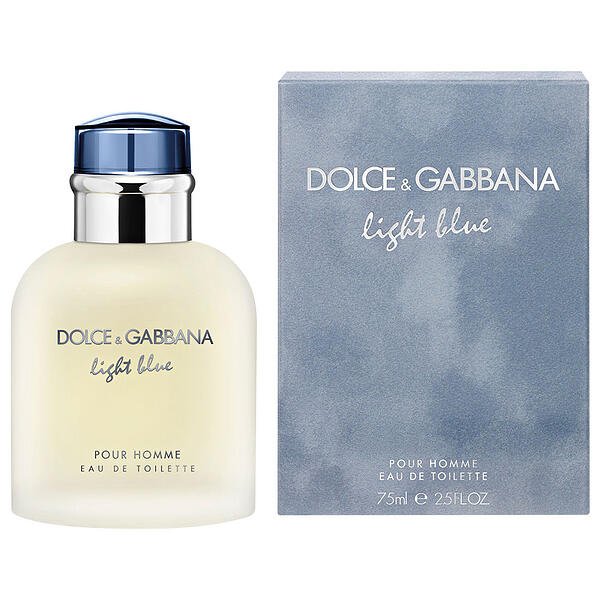 DOLCE & GABBANA
light blue
POUR HOMME
EAU DE TOILETTE
DOLCE & GABBANA
light blue
POUR HOMME
EAU DE TOILETTE
75ml e 2.5FL.OZ